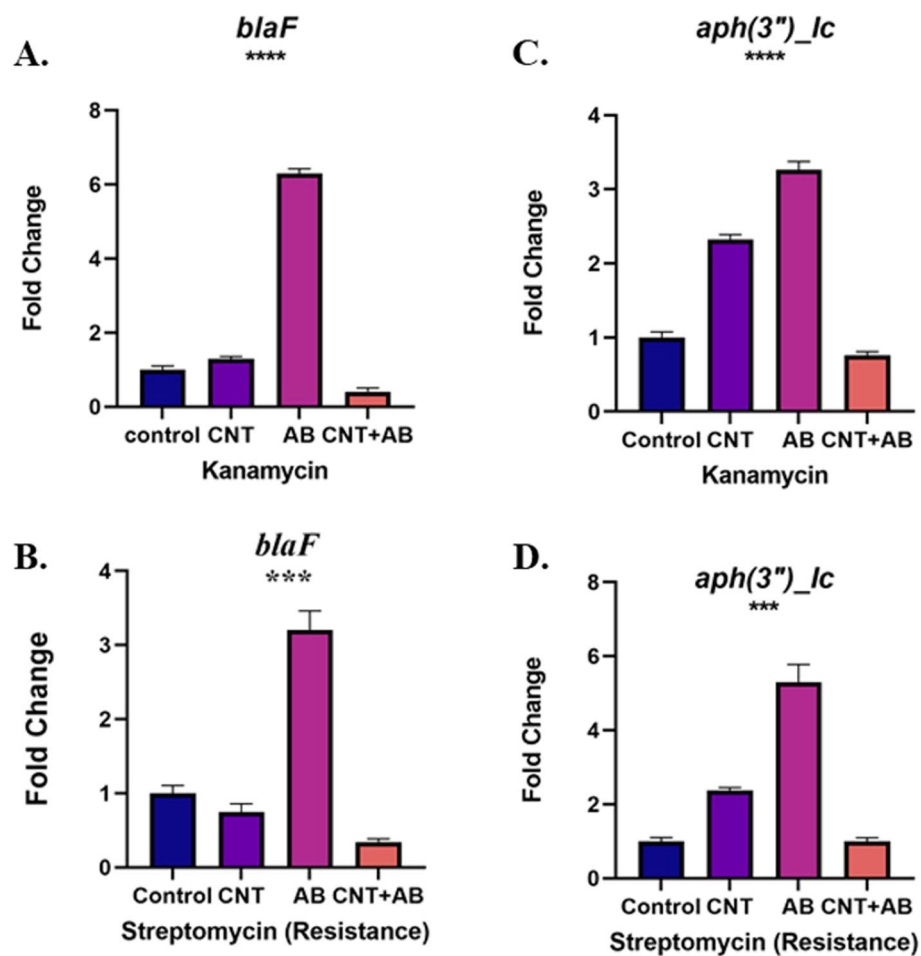 A.
blaF
****
8
6
4
2
0
Fold Change
control CNT AB CNT+AB
Kanamycin
C.
aph(3")_Ic
****
4
3
2
1
0
Fold Change
Control CNT AB CNT+AB
Kanamycin
B.
blaF
***
4
3
2
1
0
Fold Change
Control CNT AB CNT+AB
Streptomycin (Resistance)
D.
aph(3")_Ic
***
8
6
4
2
0
Fold Change
Control CNT AB CNT+AB
Streptomycin (Resistance)